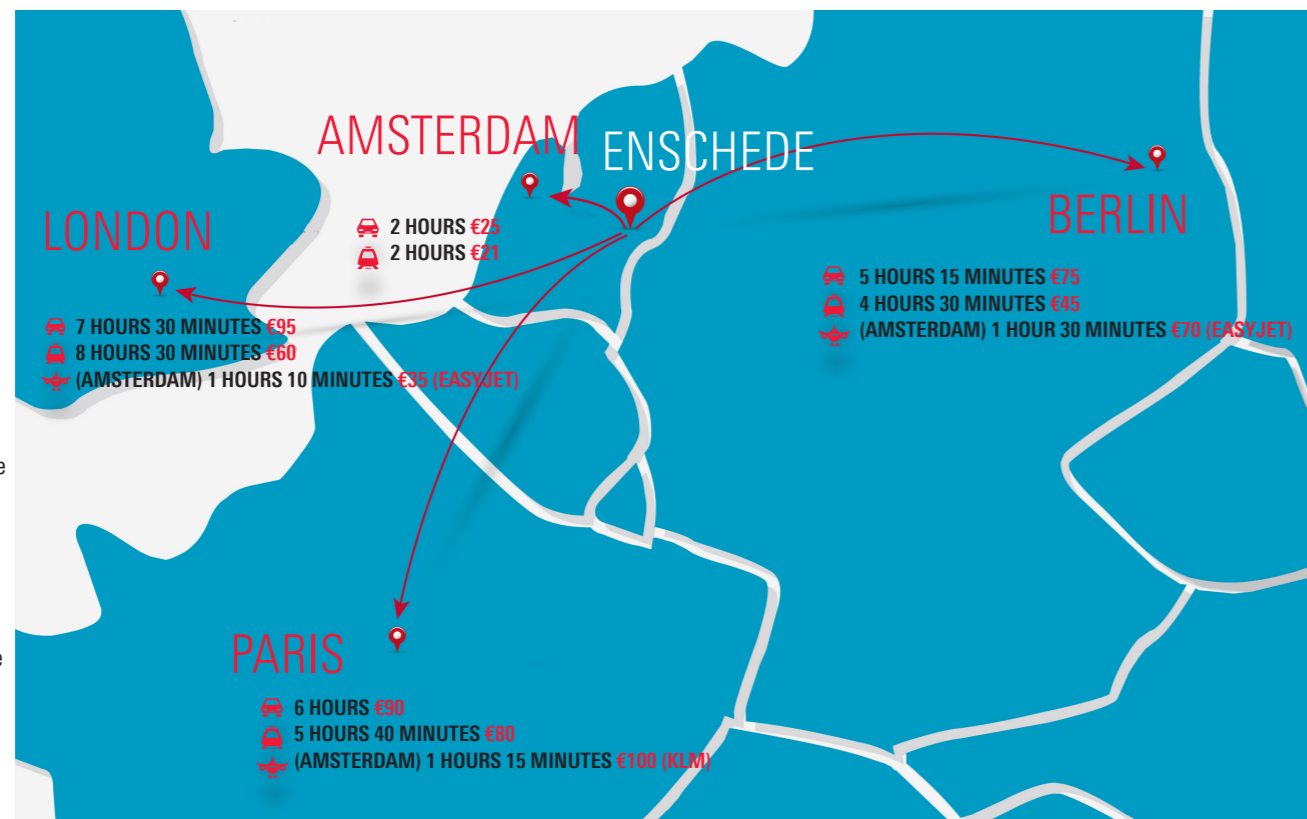 AMSTERDAM
ENSCHEDE
2 HOURS €25
2 HOURS €21
LONDON
7 HOURS 30 MINUTES €95
8 HOURS 30 MINUTES €60
(AMSTERDAM) 1 HOURS 10 MINUTES €35 (EASYJET)
BERLIN
5 HOURS 15 MINUTES €75
4 HOURS 30 MINUTES €45
(AMSTERDAM) 1 HOUR 30 MINUTES €70 (EASYJET)
PARIS
6 HOURS €90
5 HOURS 40 MINUTES €80
(AMSTERDAM) 1 HOURS 15 MINUTES €100 (KLM)